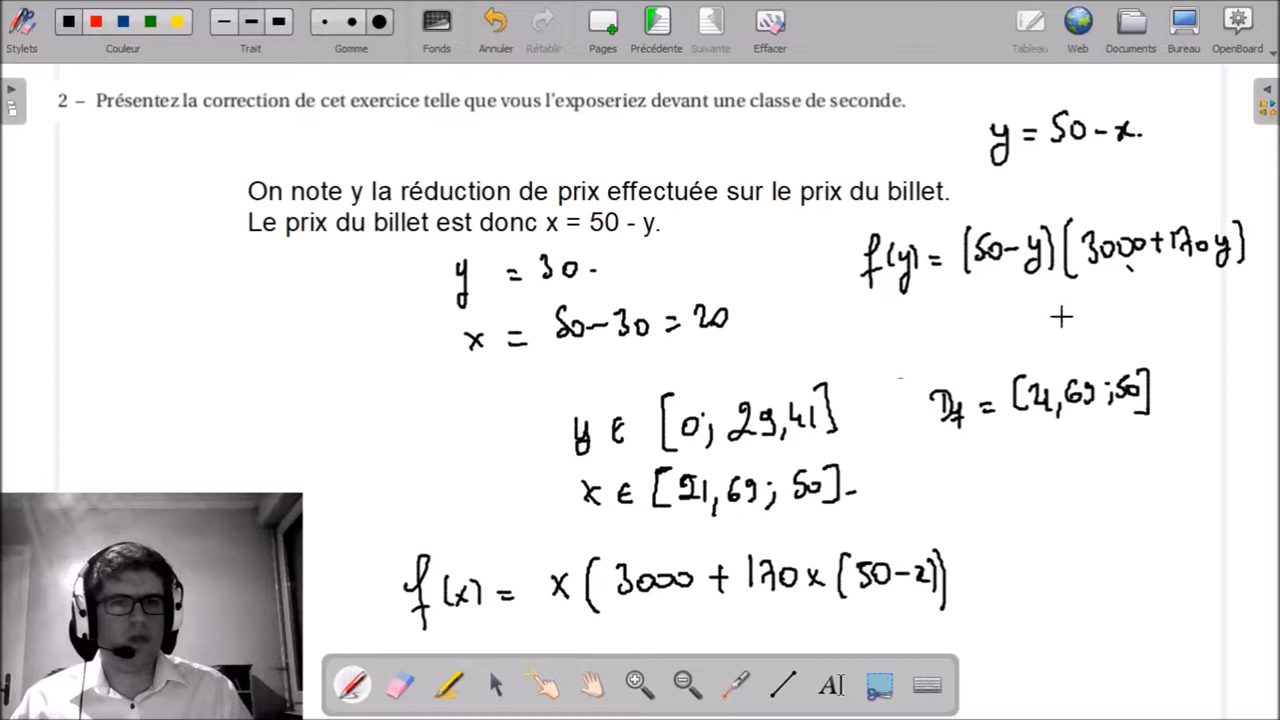 Stylets Couleur Trait Gomme Fonds Annuler Rétablir Pages Précédente Suivante Effacer Tableau Web Documents Bureau OpenBoard
2 – Présentez la correction de cet exercice telle que vous l'exposeriez devant une classe de seconde.
y = 50 - x.
On note y la réduction de prix effectuée sur le prix du billet.
Le prix du billet est donc x = 50 - y.
f(y) = (50-y)(3000+170y)
y = 30.
x = 50-30 = 20
Df = [21,69 ; 50]
y ∈ [0; 29,41]
x ∈ [21,69 ; 50].
f(x) = x(3000 + 170x(50-x))
AI